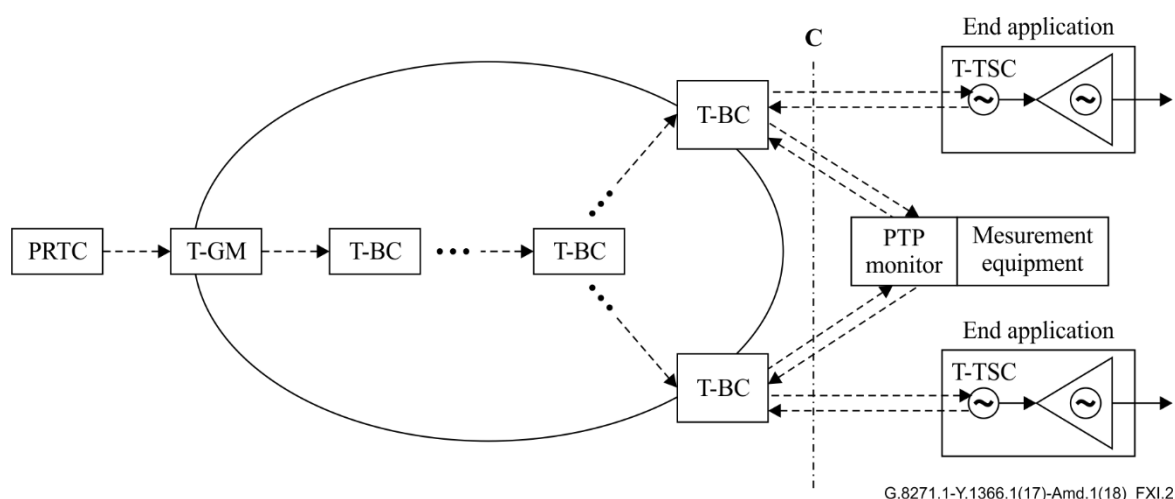 End application
C
T-TSC
~
~
T-BC
PRTC
T-GM
T-BC
•••
T-BC
PTP
monitor
Mesurement
equipment
End application
T-TSC
~
~
T-BC
G.8271.1-Y.1366.1(17)-Amd.1(18)_FXI.2